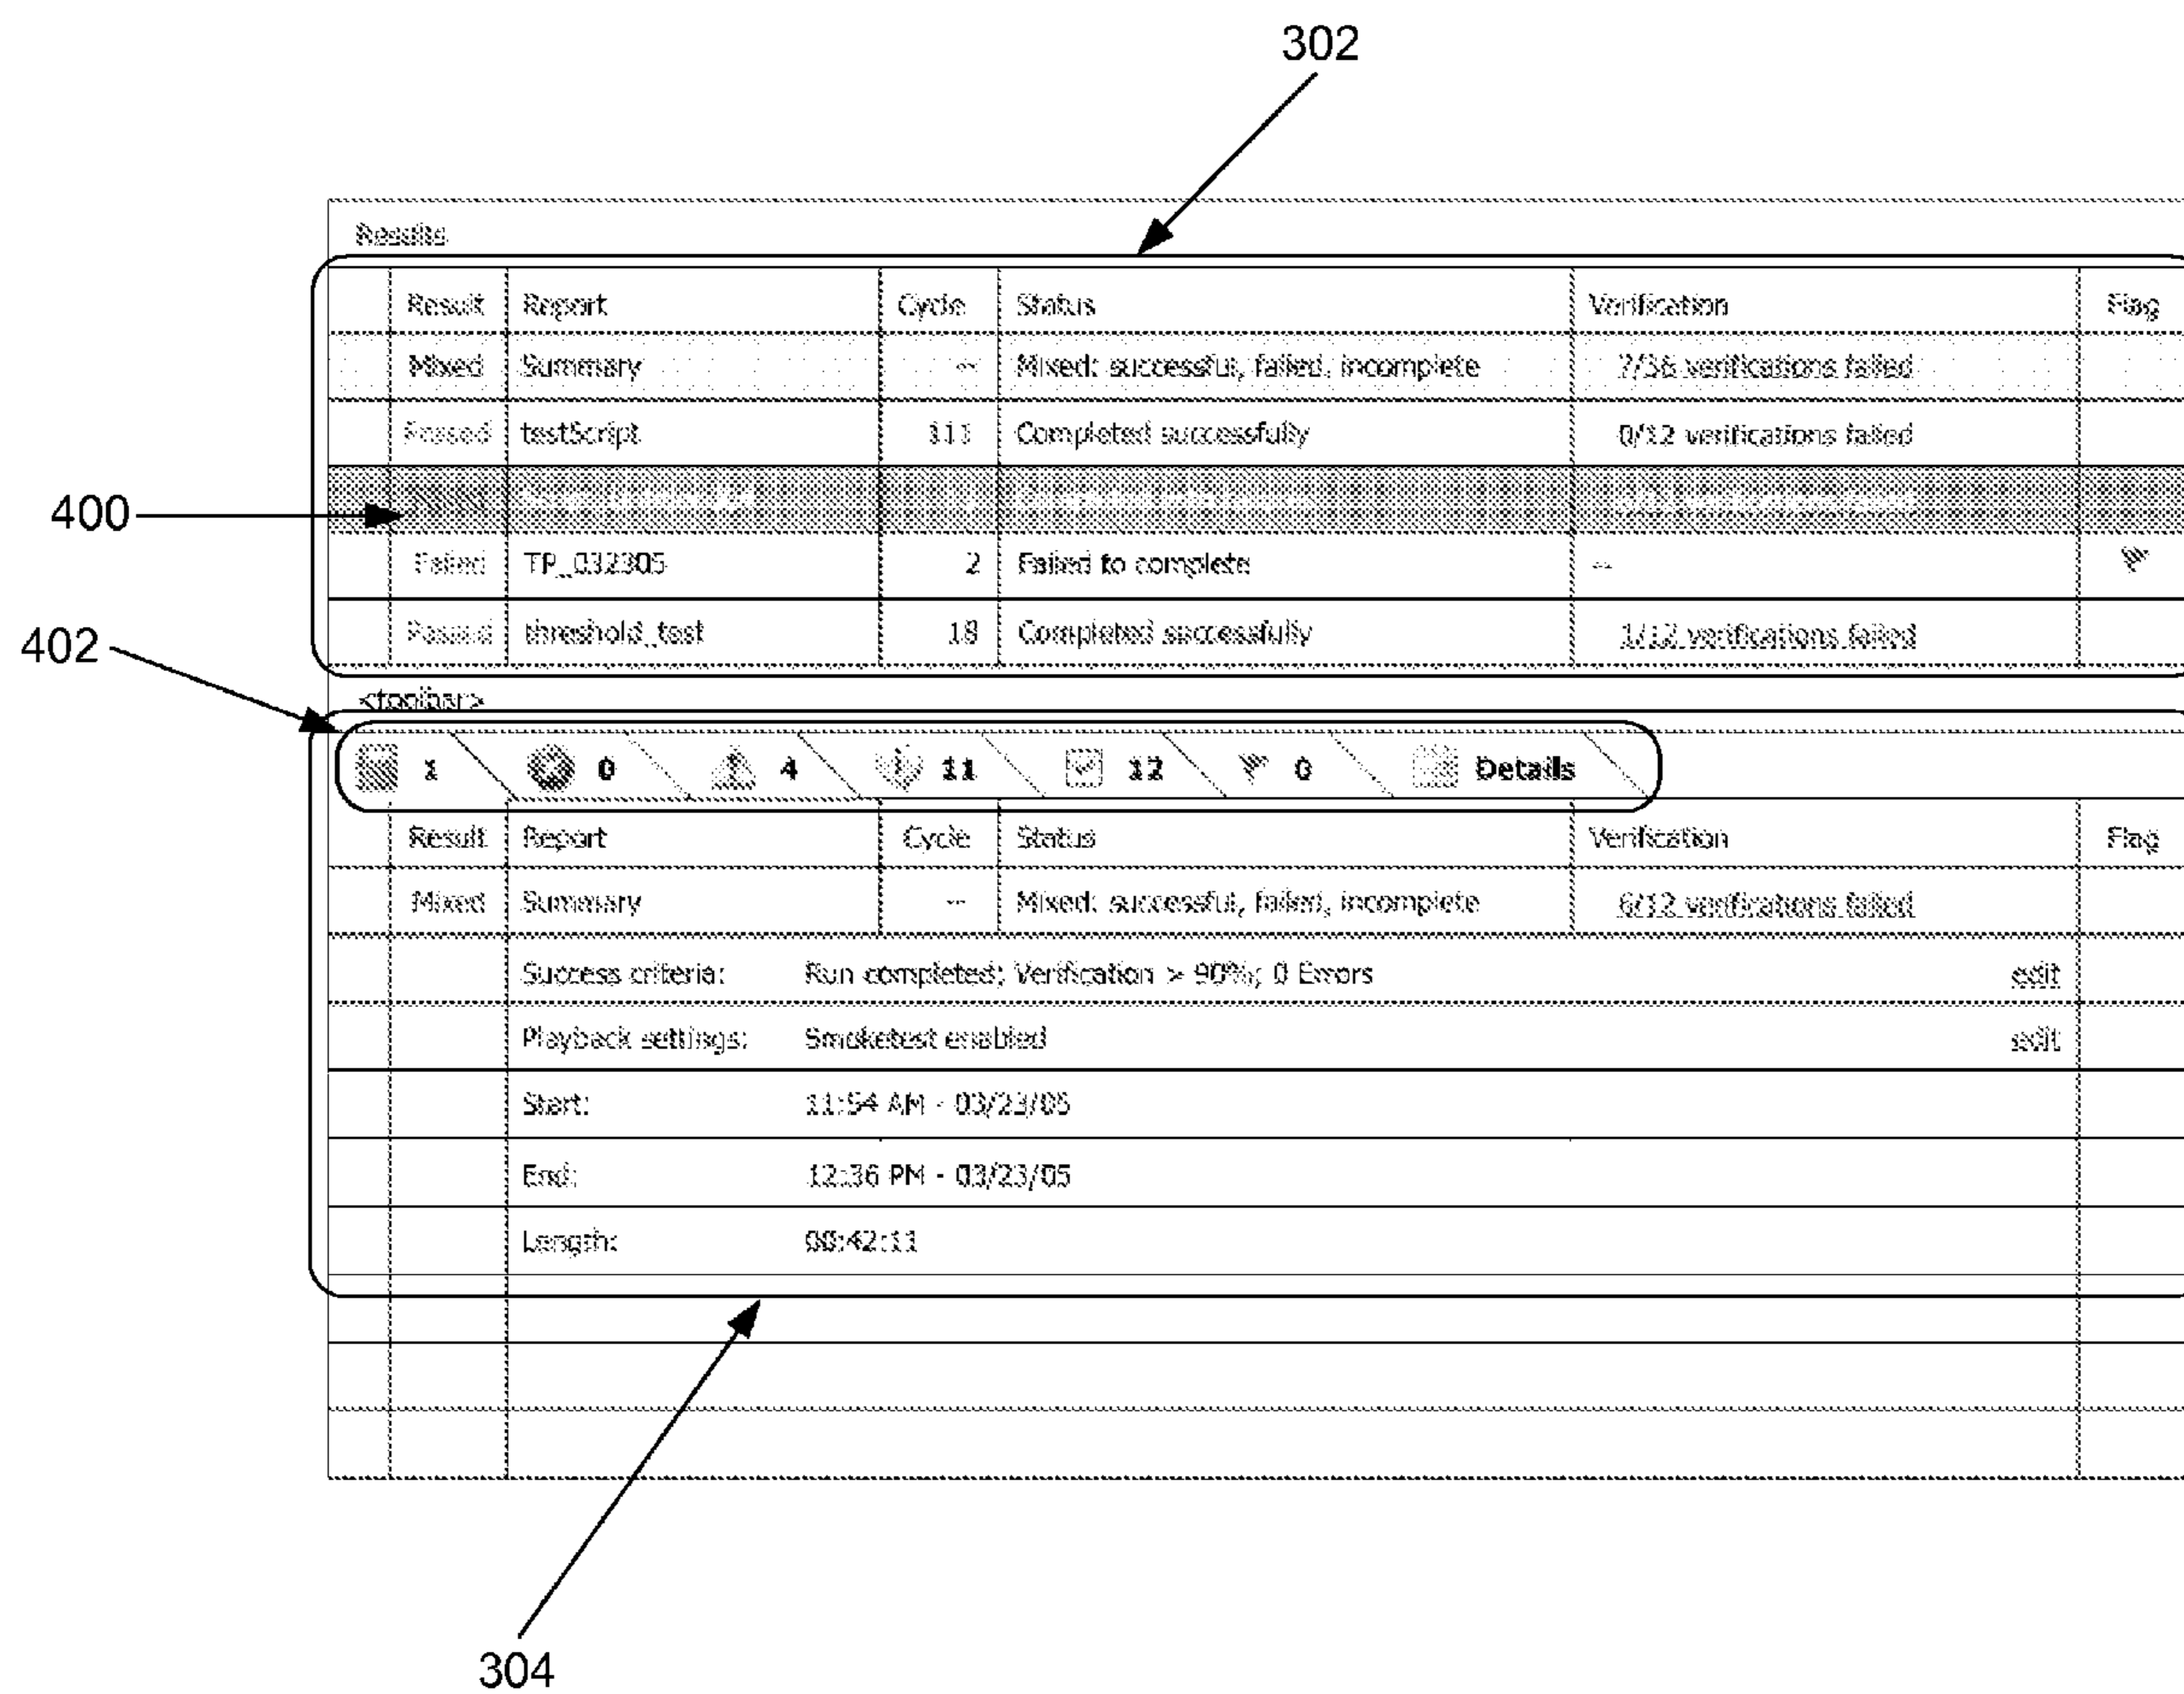 302
Results
Result Report Cycle Status Verification Flag
Mixed Summary -- Mixed: successful, failed, incomplete 7/36 verifications failed
Passed testScript 111 Completed successfully 0/12 verifications failed
400
Failed TP_032305 2 Failed to complete --
402
Passed threshold_test 18 Completed successfully 1/12 verifications failed
<toolbar>
1 0 4 11 12 0 Details
Result Report Cycle Status Verification Flag
Mixed Summary -- Mixed: successful, failed, incomplete 6/12 verifications failed
Success criteria: Run completed; Verification > 90%; 0 Errors edit
Playback settings: Smoketest enabled edit
Start: 11:54 AM - 03/23/05
End: 12:36 PM - 03/23/05
Length: 00:42:11
304